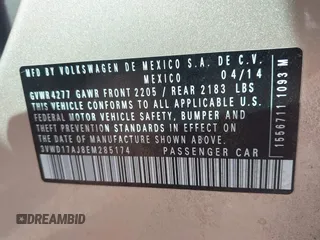 MFD BY VOLKSWAGEN DE MEXICO S.A. DE C.V.
MEXICO 04/14
GVWR4277 GAWR FRONT 2205 / REAR 2183 LBS
THIS VEHICLE CONFORMS TO ALL APPLICABLE U.S.
FEDERAL MOTOR VEHICLE SAFETY, BUMPER AND
THEFT PREVENTION STANDARDS IN EFFECT ON
THE DATE OF MANUFACTURE SHOWN ABOVE.
3VWD17AJ8EM285174 PASSENGER CAR
1556711 1093 M
©DREAMBID